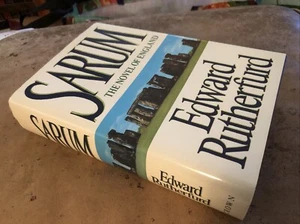 SARUM
THE NOVEL OF ENGLAND
Edward
Rutherfurd
SARUM
Edward
Rutherfurd